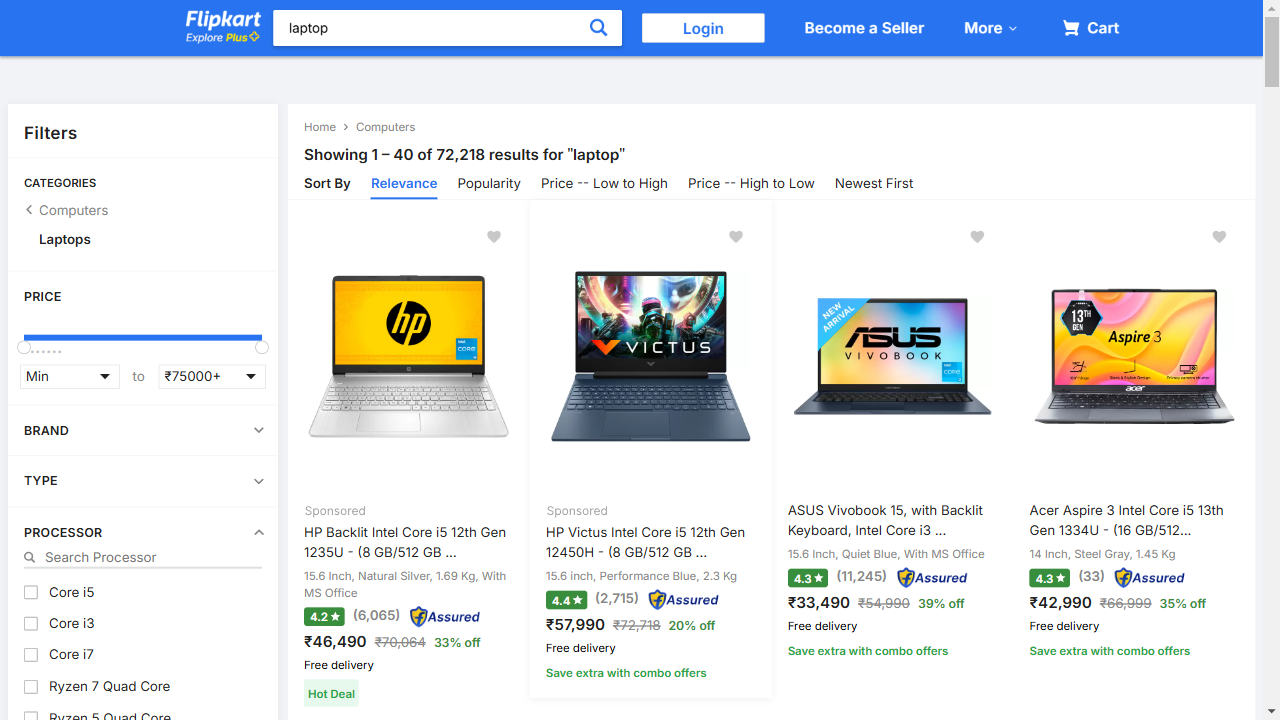 Flipkart
Explore Plus
laptop
Login
Become a Seller
More
Cart
Filters
CATEGORIES
Computers
Laptops
PRICE
Min
to
₹75000+
BRAND
TYPE
PROCESSOR
Search Processor
Core i5
Core i3
Core i7
Ryzen 7 Quad Core
Ryzen 5 Quad Core
Home
Computers
Showing 1 – 40 of 72,218 results for "laptop"
Sort By
Relevance
Popularity
Price -- Low to High
Price -- High to Low
Newest First
hp
intel
CORE
Sponsored
HP Backlit Intel Core i5 12th Gen
1235U - (8 GB/512 GB ...
15.6 Inch, Natural Silver, 1.69 Kg, With
MS Office
4.2
(6,065)
Assured
₹46,490 ₹70,064 33% off
Free delivery
Hot Deal
VICTUS
Sponsored
HP Victus Intel Core i5 12th Gen
12450H - (8 GB/512 GB ...
15.6 inch, Performance Blue, 2.3 Kg
4.4
(2,715)
Assured
₹57,990 ₹72,718 20% off
Free delivery
Save extra with combo offers
NEW
ARRIVAL
ASUS
VIVOBOOK
intel
CORE
ASUS Vivobook 15, with Backlit
Keyboard, Intel Core i3 ...
15.6 Inch, Quiet Blue, With MS Office
4.3
(11,245)
Assured
₹33,490 ₹54,990 39% off
Free delivery
Save extra with combo offers
13TH
GEN
Aspire 3
acer
Acer Aspire 3 Intel Core i5 13th
Gen 1334U - (16 GB/512...
14 Inch, Steel Gray, 1.45 Kg
4.3
(33)
Assured
₹42,990 ₹66,999 35% off
Free delivery
Save extra with combo offers